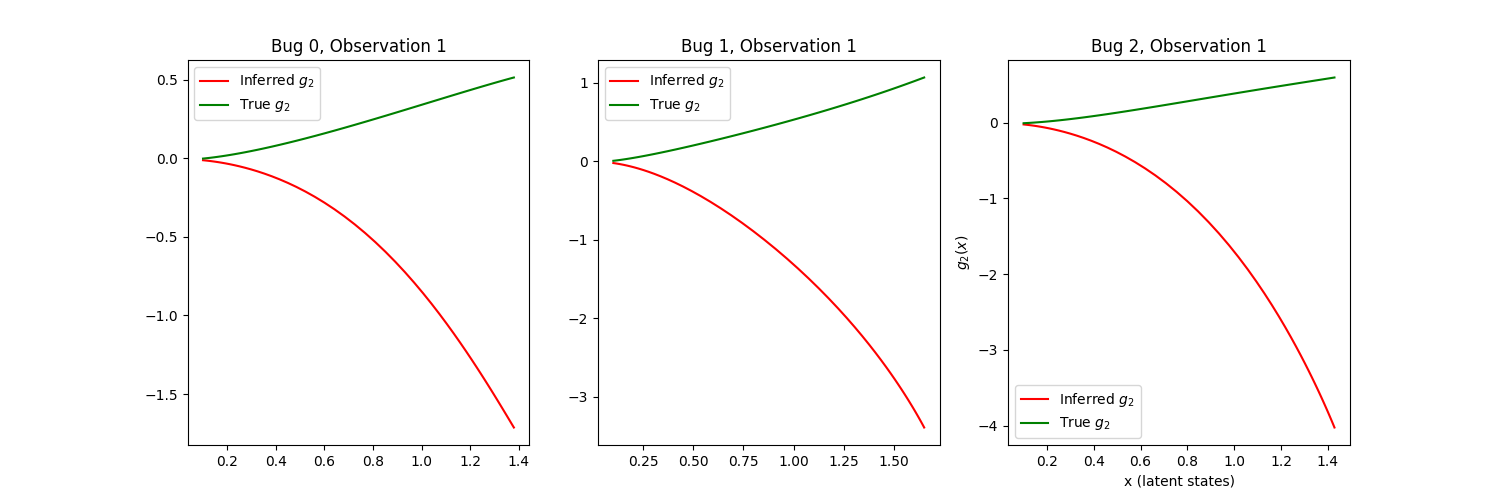 Bug 0, Observation 1
Inferred g₂
True g₂
0.5
0.0
−0.5
−1.0
−1.5
0.2 0.4 0.6 0.8 1.0 1.2 1.4
Bug 1, Observation 1
Inferred g₂
True g₂
1
0
−1
−2
−3
0.25 0.50 0.75 1.00 1.25 1.50
Bug 2, Observation 1
g₂(x)
0
−1
−2
−3
−4
Inferred g₂
True g₂
0.2 0.4 0.6 0.8 1.0 1.2 1.4
x (latent states)